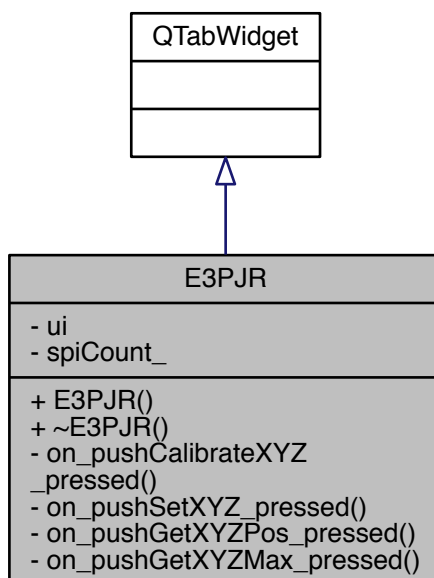 QTabWidget
E3PJR
- ui
- spiCount_
+ E3PJR()
+ ~E3PJR()
- on_pushCalibrateXYZ
_pressed()
- on_pushSetXYZ_pressed()
- on_pushGetXYZPos_pressed()
- on_pushGetXYZMax_pressed()